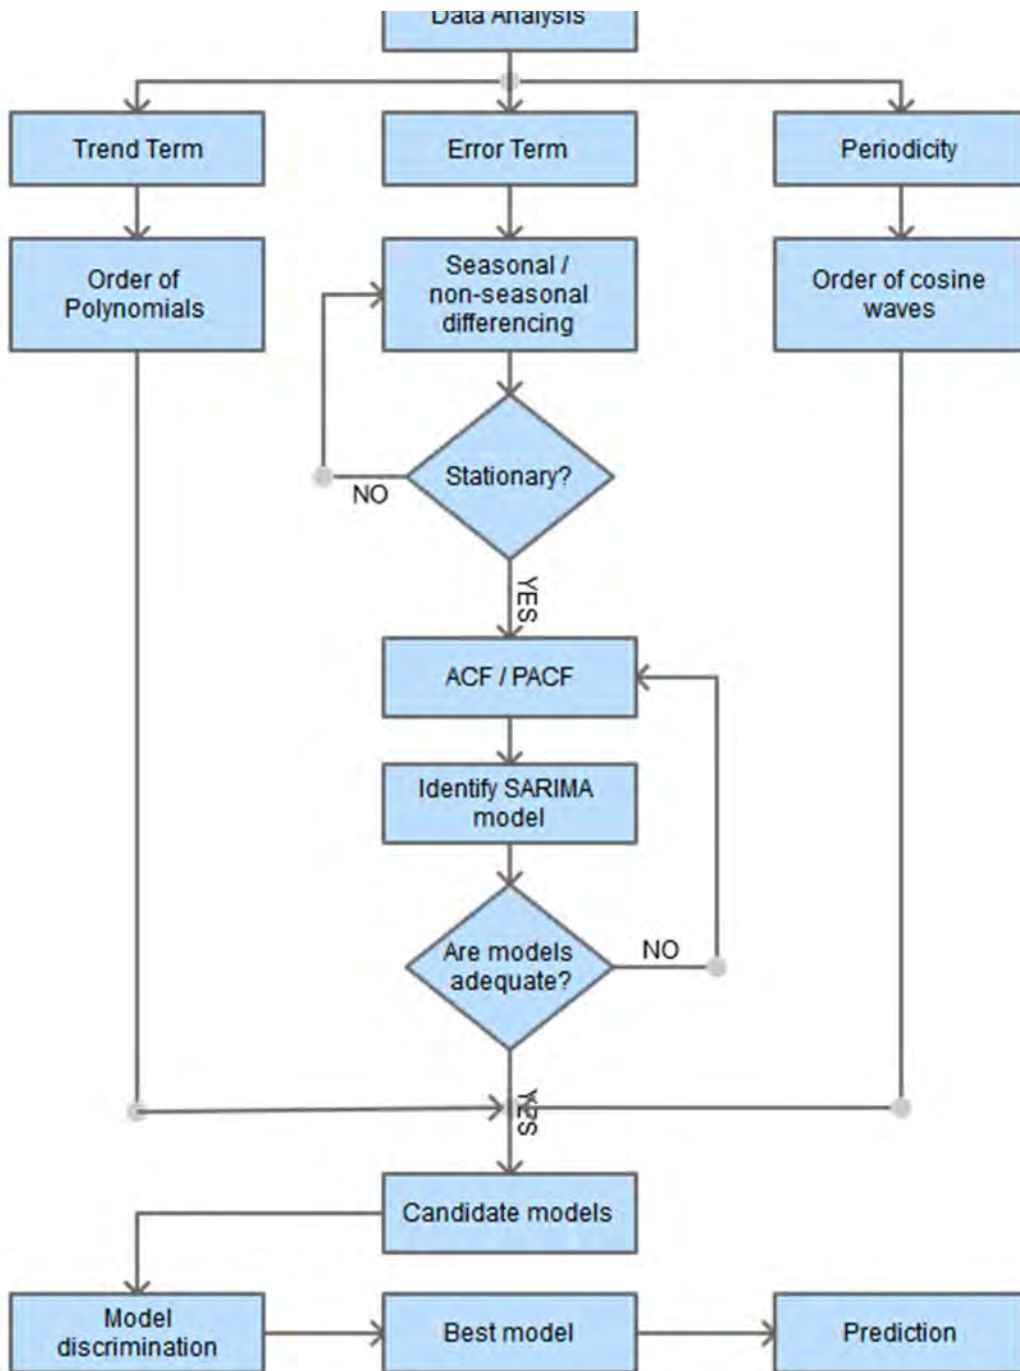 Data Analysis
Trend Term
Error Term
Periodicity
Order of
Polynomials
Seasonal /
non-seasonal
differencing
Order of cosine
waves
Stationary?
NO
YES
ACF / PACF
Identify SARIMA
model
Are models
adequate?
NO
YES
Candidate models
Model
discrimination
Best model
Prediction